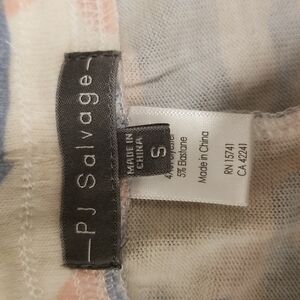 PJ Salvage
MADE IN
CHINA
S
5% Elastane
Made in China
RN 15741
CA 42241